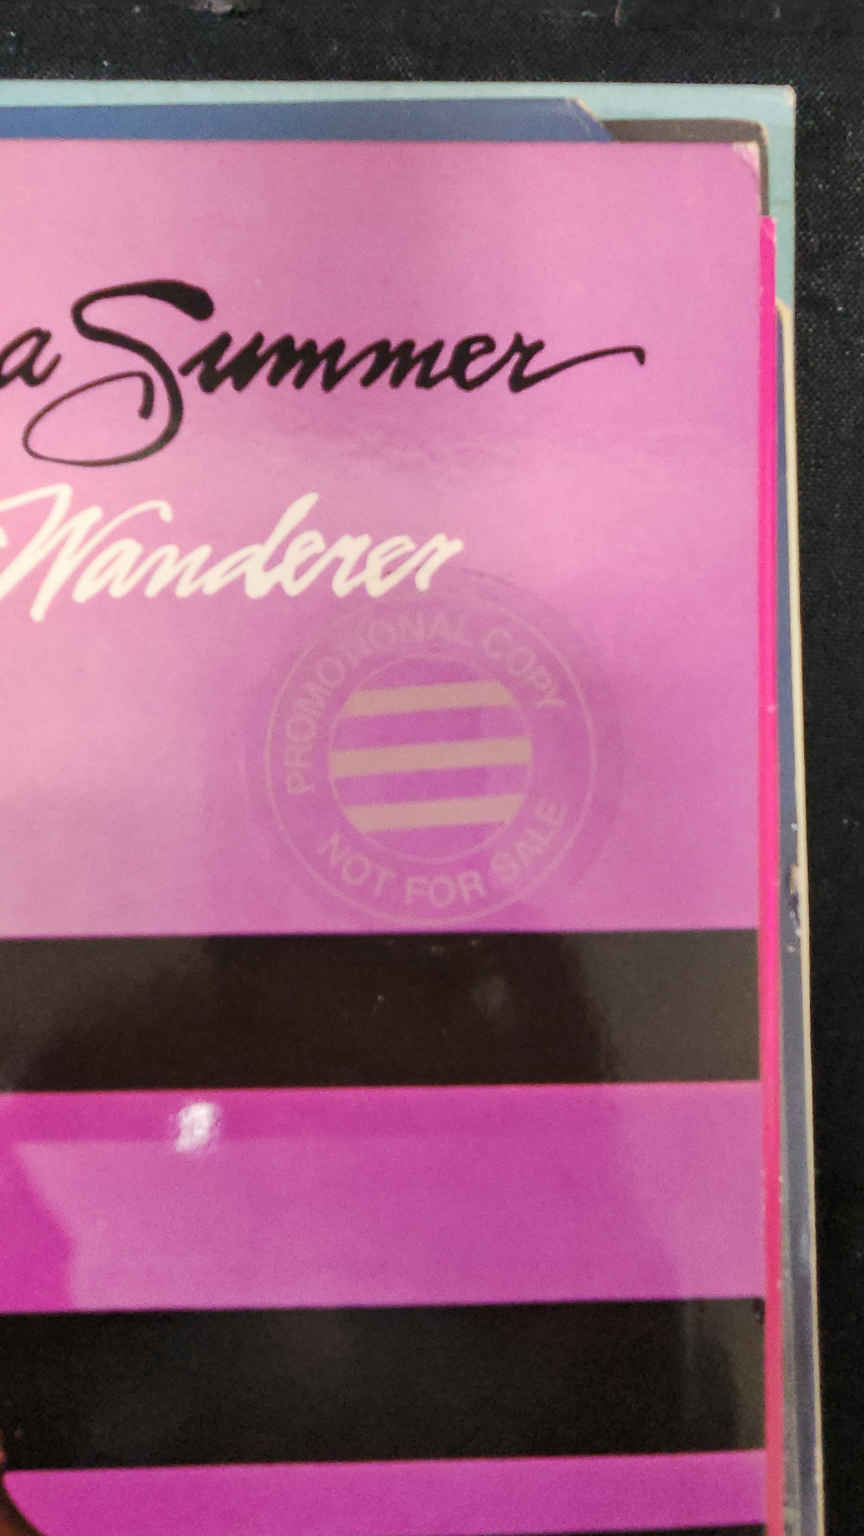 a Summer
Wanderer
PROMOTIONAL COPY
NOT FOR SALE